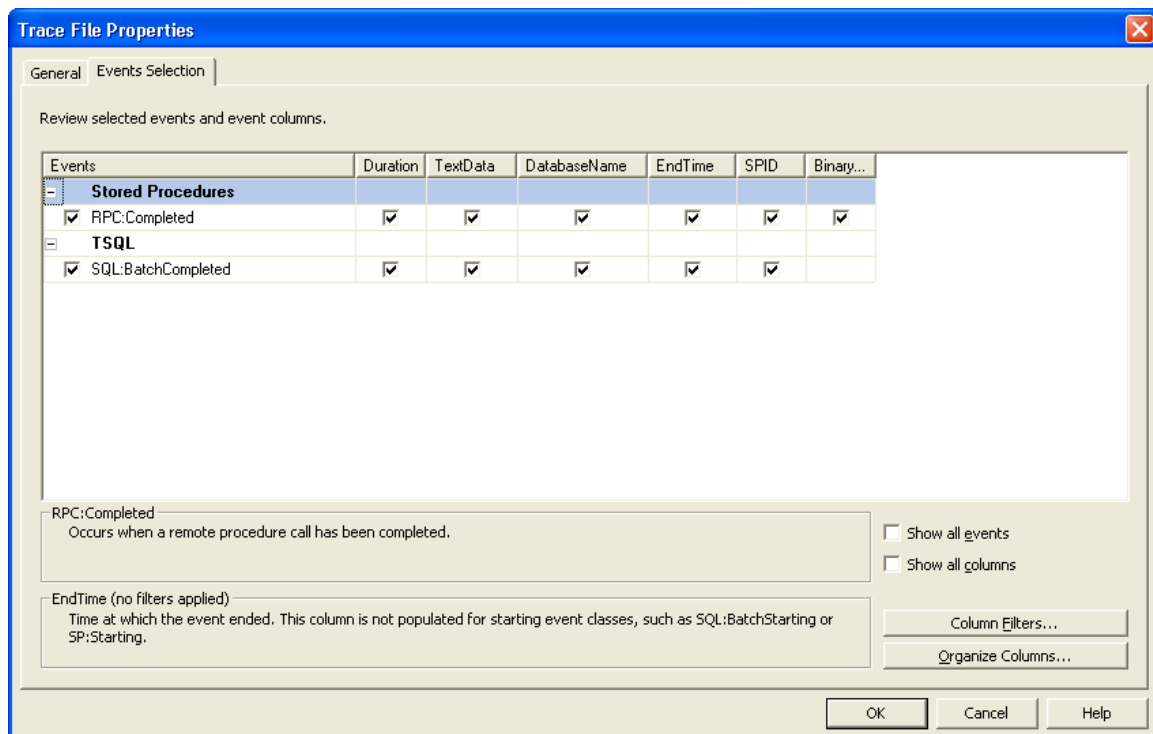 Trace File Properties
General Events Selection
Review selected events and event columns.
Events Duration TextData DatabaseName EndTime SPID Binary...
Stored Procedures
RPC:Completed
TSQL
SQL:BatchCompleted
RPC:Completed
Occurs when a remote procedure call has been completed.
Show all events
Show all columns
EndTime (no filters applied)
Time at which the event ended. This column is not populated for starting event classes, such as SQL:BatchStarting or
SP:Starting.
Column Filters...
Organize Columns...
OK Cancel Help